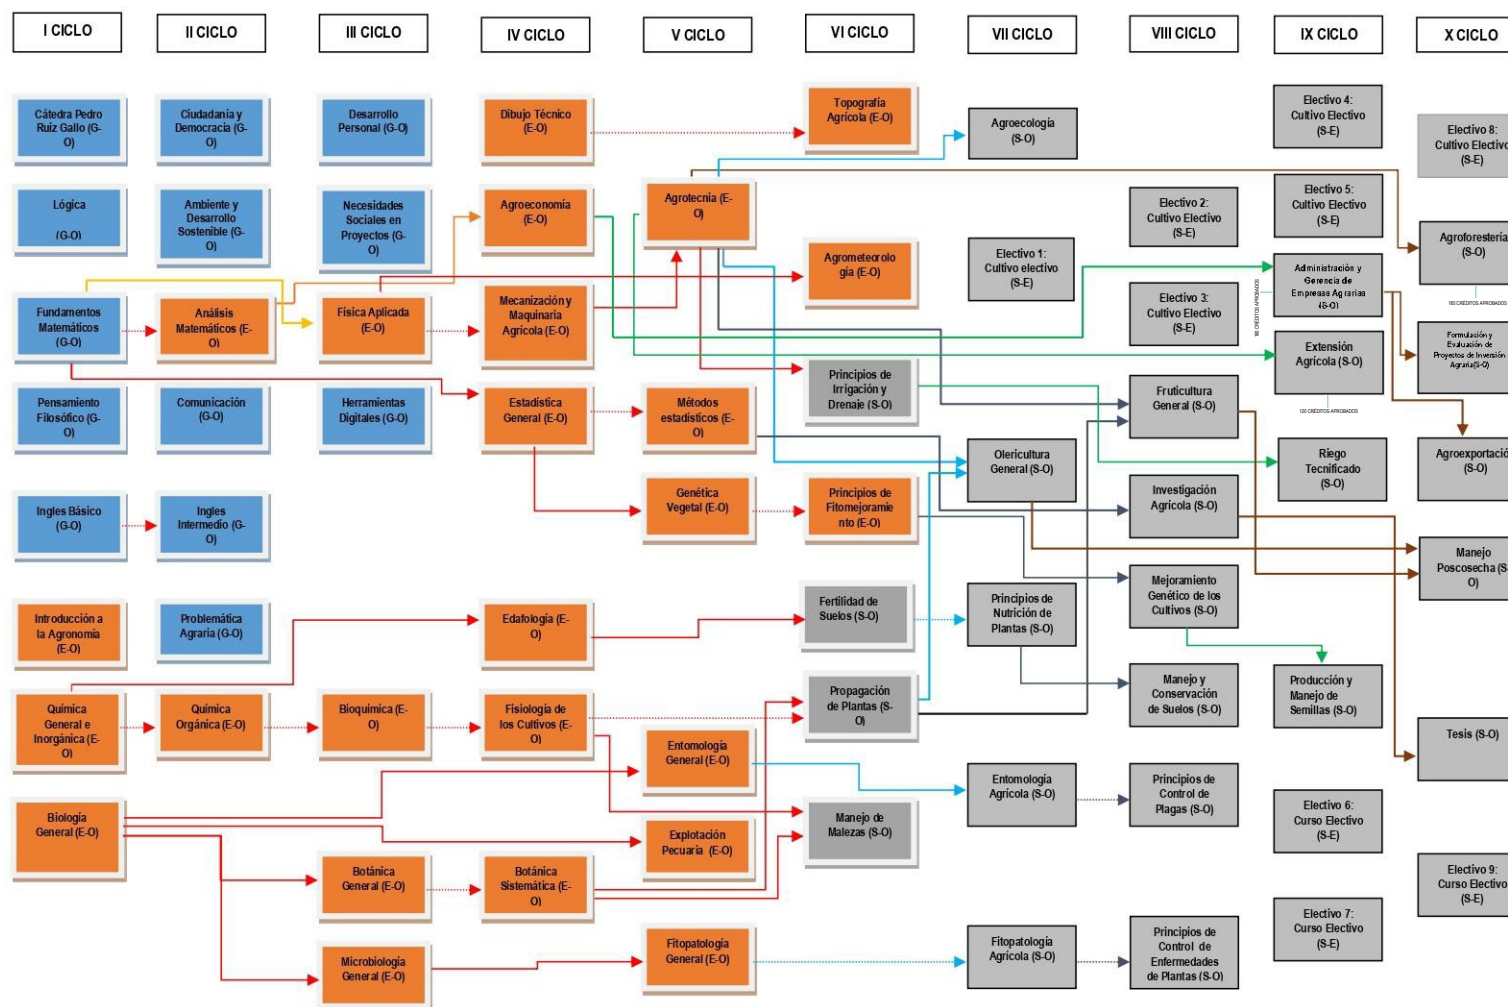 I CICLO
II CICLO
III CICLO
IV CICLO
V CICLO
VI CICLO
VII CICLO
VIII CICLO
IX CICLO
X CICLO
Cátedra Pedro
Ruiz Gallo (G-
O)
Lógica
(G-O)
Fundamentos
Matemáticos
(G-O)
Pensamiento
Filosófico (G-
O)
Ingles Básico
(G-O)
Introducción a
la Agronomía
(E-O)
Química
General e
Inorgánica (E-
O)
Biología
General (E-O)
Ciudadanía y
Democracia (G-
O)
Ambiente y
Desarrollo
Sostenible (G-
O)
Análisis
Matemáticos (E-
O)
Comunicación
(G-O)
Ingles
Intermedio (G-
O)
Problemática
Agraria (G-O)
Química
Orgánica (E-O)
Desarrollo
Personal (G-O)
Necesidades
Sociales en
Proyectos (G-
O)
Física Aplicada
(E-O)
Herramientas
Digitales (G-O)
Bioquímica (E-
O)
Botánica
General (E-O)
Microbiología
General (E-O)
Dibujo Técnico
(E-O)
Agroeconomía
(E-O)
Mecanización y
Maquinaria
Agrícola (E-O)
Estadística
General (E-O)
Edafología (E-
O)
Fisiología de
los Cultivos (E-
O)
Botánica
Sistemática (E-
O)
Agrotecnia (E-
O)
Métodos
estadísticos (E-
O)
Genética
Vegetal (E-O)
Entomología
General (E-O)
Explotación
Pecuaria (E-O)
Fitopatología
General (E-O)
Topografía
Agrícola (E-O)
Agrometeorolo
gía (E-O)
Principios de
Irrigación y
Drenaje (S-O)
Principios de
Fitomejoramie
nto (E-O)
Fertilidad de
Suelos (S-O)
Propagación
de Plantas (S-
O)
Manejo de
Malezas (S-O)
Agroecología
(S-O)
Electivo 1:
Cultivo electivo
(S-E)
Olericultura
General (S-O)
Principios de
Nutrición de
Plantas (S-O)
Entomología
Agrícola (S-O)
Fitopatología
Agrícola (S-O)
Electivo 2:
Cultivo Electivo
(S-E)
Electivo 3:
Cultivo Electivo
(S-E)
Fruticultura
General (S-O)
Investigación
Agrícola (S-O)
Mejoramiento
Genético de los
Cultivos (S-O)
Manejo y
Conservación
de Suelos (S-O)
Principios de
Control de
Plagas (S-O)
Principios de
Control de
Enfermedades
de Plantas (S-O)
Electivo 4:
Cultivo Electivo
(S-E)
Electivo 5:
Cultivo Electivo
(S-E)
Administración y
Gerencia de
Empresas Agrarias
CRÉDITOS APROBADOS
Extensión
Agrícola (S-O)
120 CRÉDITOS APROBADOS
Riego
Tecnificado
(S-O)
Producción y
Manejo de
Semillas (S-O)
Electivo 6:
Curso Electivo
(S-E)
Electivo 7:
Curso Electivo
(S-E)
Electivo 8:
Cultivo Electivo
(S-E)
Agroforestería
(S-O)
CRÉDITOS APROBADOS
Formulación y
Evaluación de
Proyectos de Inversión
Agraria(S-O)
Agroexportación
(S-O)
Manejo
Poscosecha (S-
O)
Tesis (S-O)
Electivo 9:
Curso Electivo
(S-E)